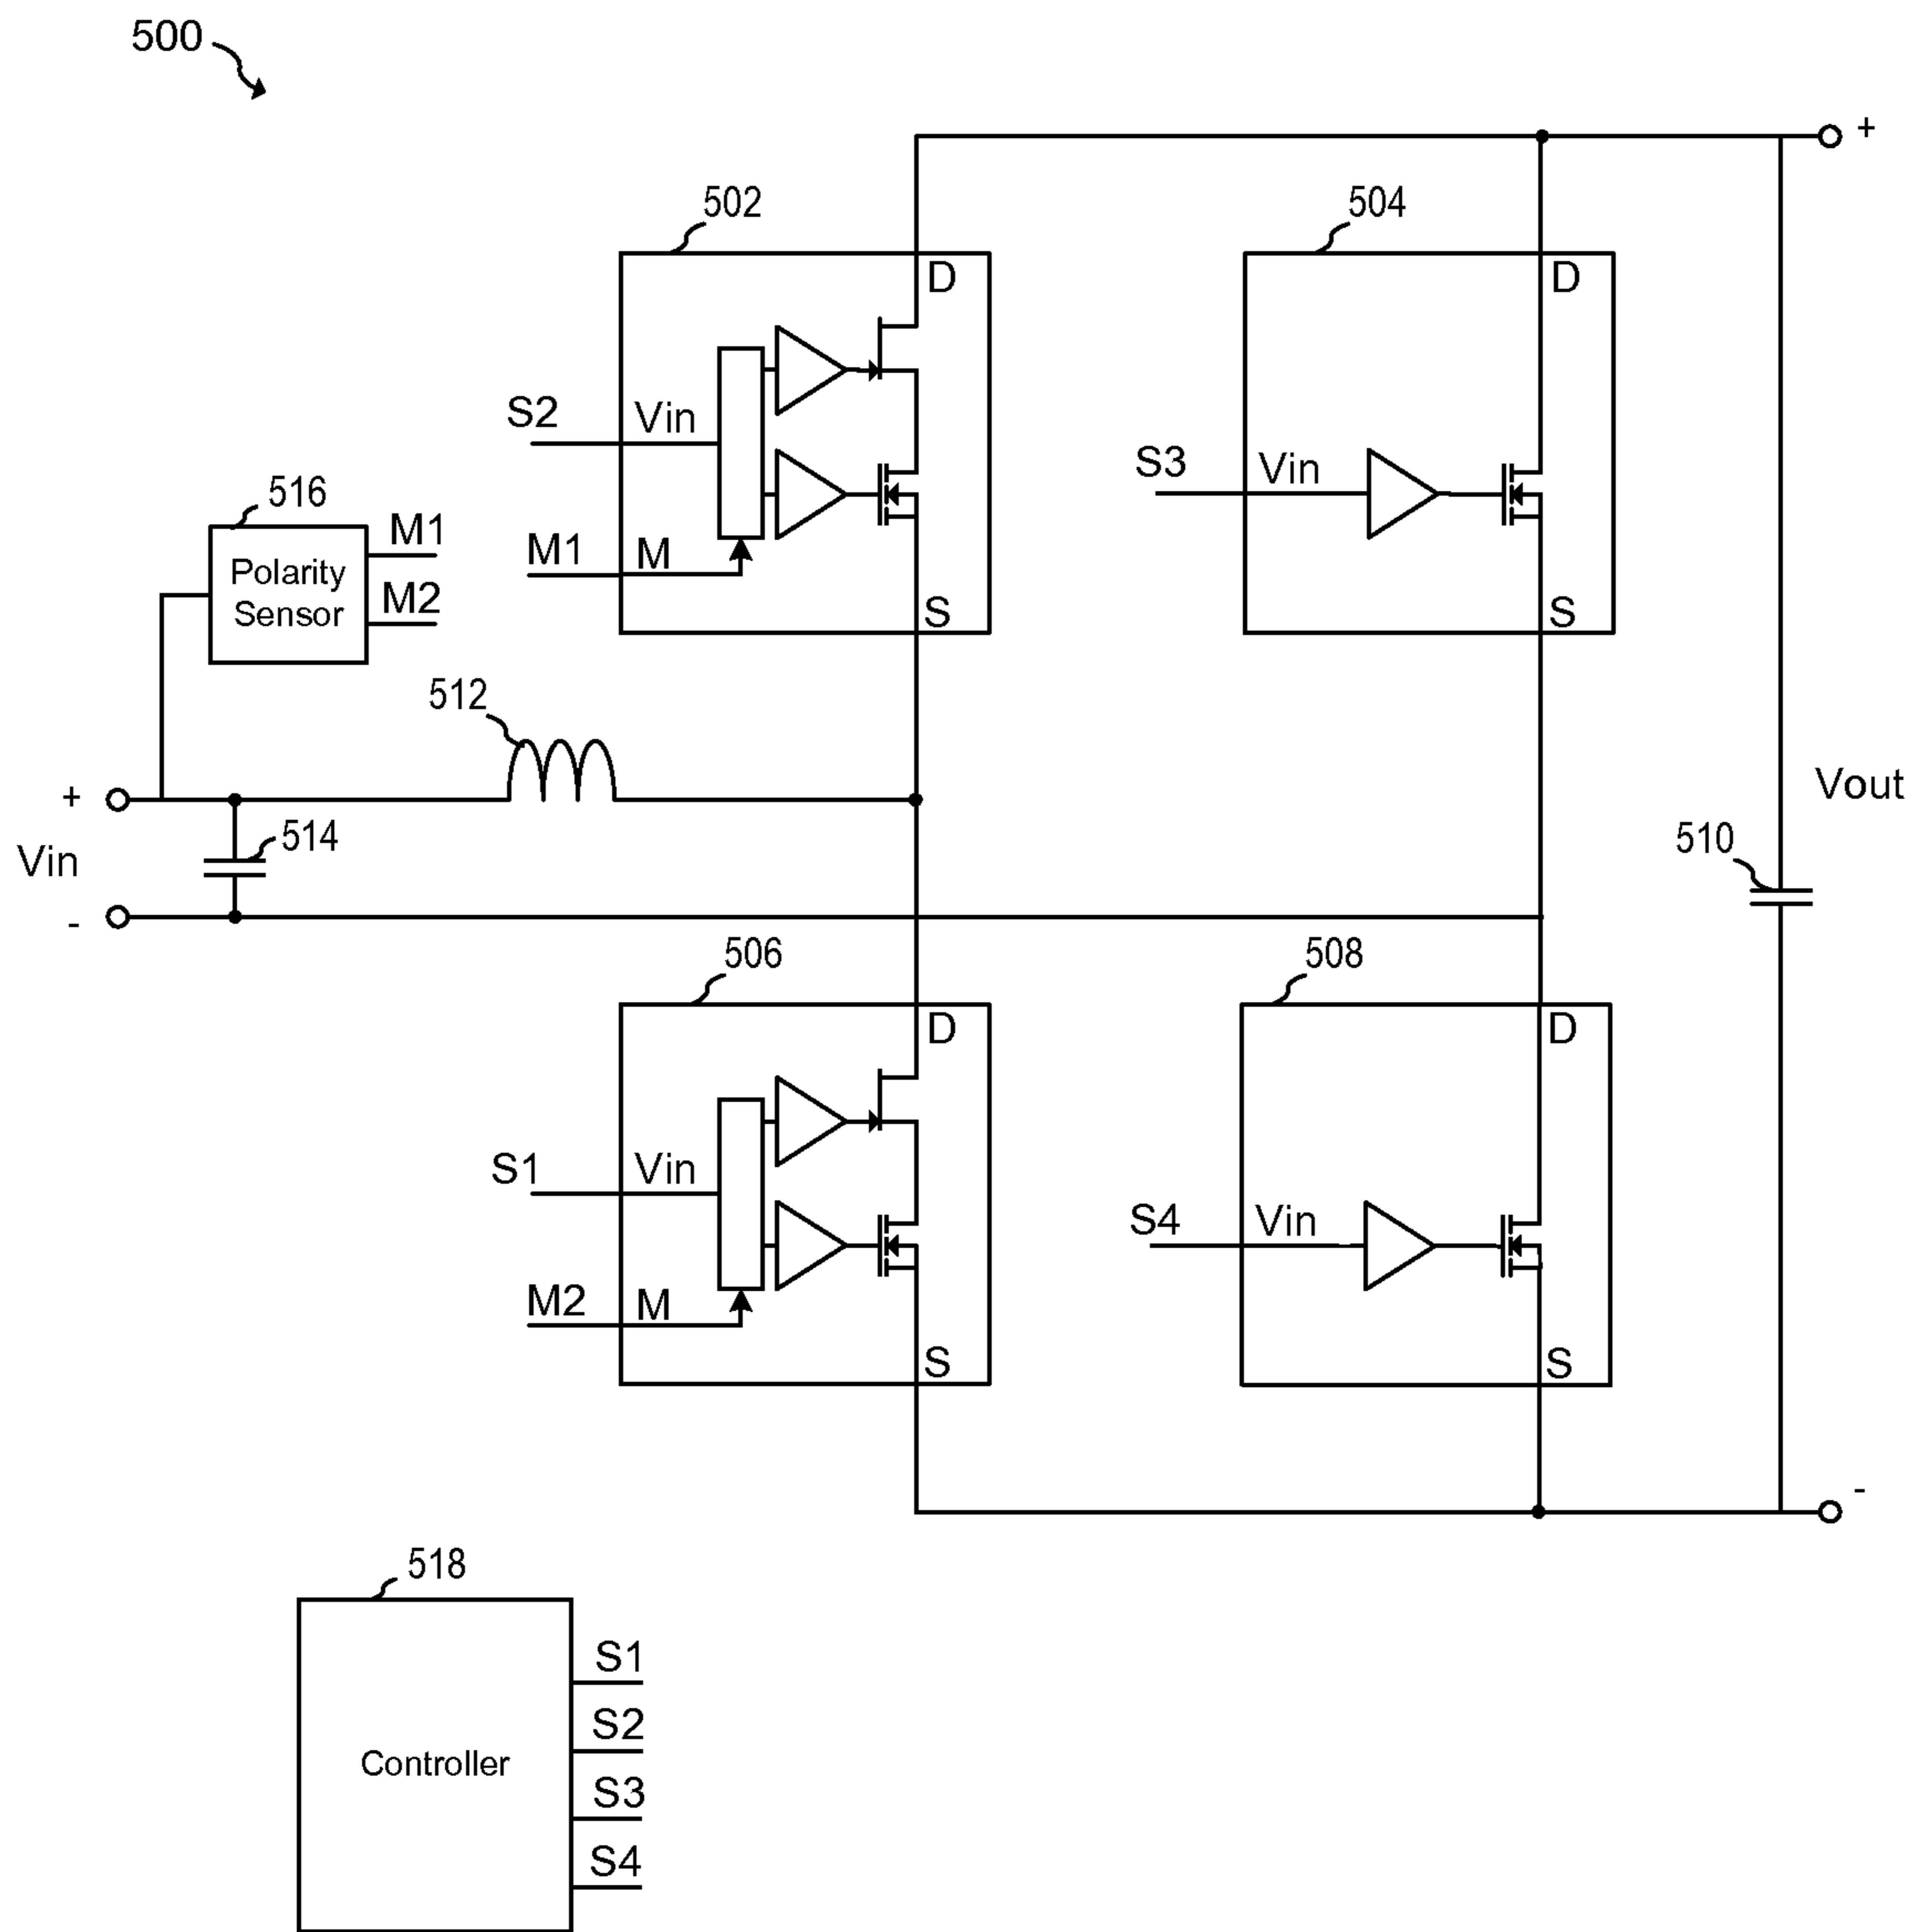 500
+
502
504
D
D
S2
Vin
S3
Vin
516
M1
Polarity
Sensor
M2
M1
M
S
S
512
+
Vin
-
514
Vout
510
506
508
D
D
S1
Vin
S4
Vin
M2
M
S
S
-
518
Controller
S1
S2
S3
S4